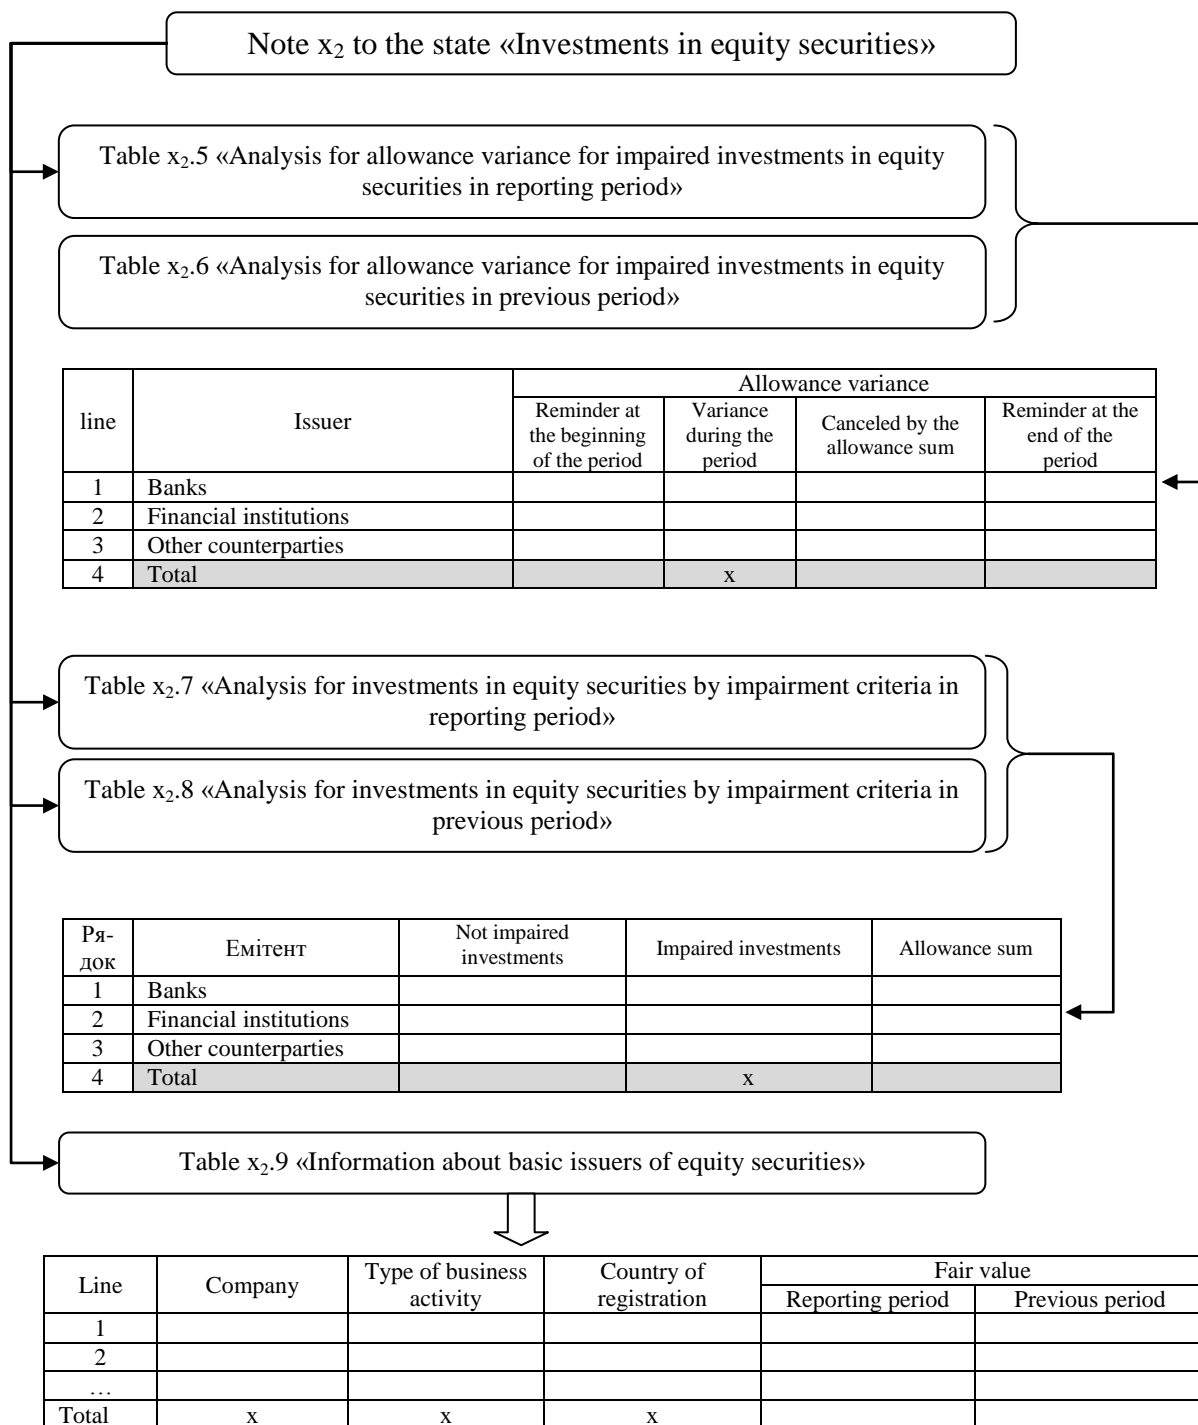 Note x₂ to the state «Investments in equity securities»
Table x₂.5 «Analysis for allowance variance for impaired investments in equity
securities in reporting period»
Table x₂.6 «Analysis for allowance variance for impaired investments in equity
securities in previous period»
line Issuer Allowance variance
Reminder at
the beginning
of the period
Variance
during the
period
Canceled by the
allowance sum
Reminder at the
end of the
period
1 Banks
2 Financial institutions
3 Other counterparties
4 Total x
Table x₂.7 «Analysis for investments in equity securities by impairment criteria in
reporting period»
Table x₂.8 «Analysis for investments in equity securities by impairment criteria in
previous period»
Ря-
док
Емітент
Not impaired
investments
Impaired investments
Allowance sum
1 Banks
2 Financial institutions
3 Other counterparties
4 Total x
Table x₂.9 «Information about basic issuers of equity securities»
Line
Company
Type of business
activity
Country of
registration
Fair value
Reporting period Previous period
1
2
…
Total x x x